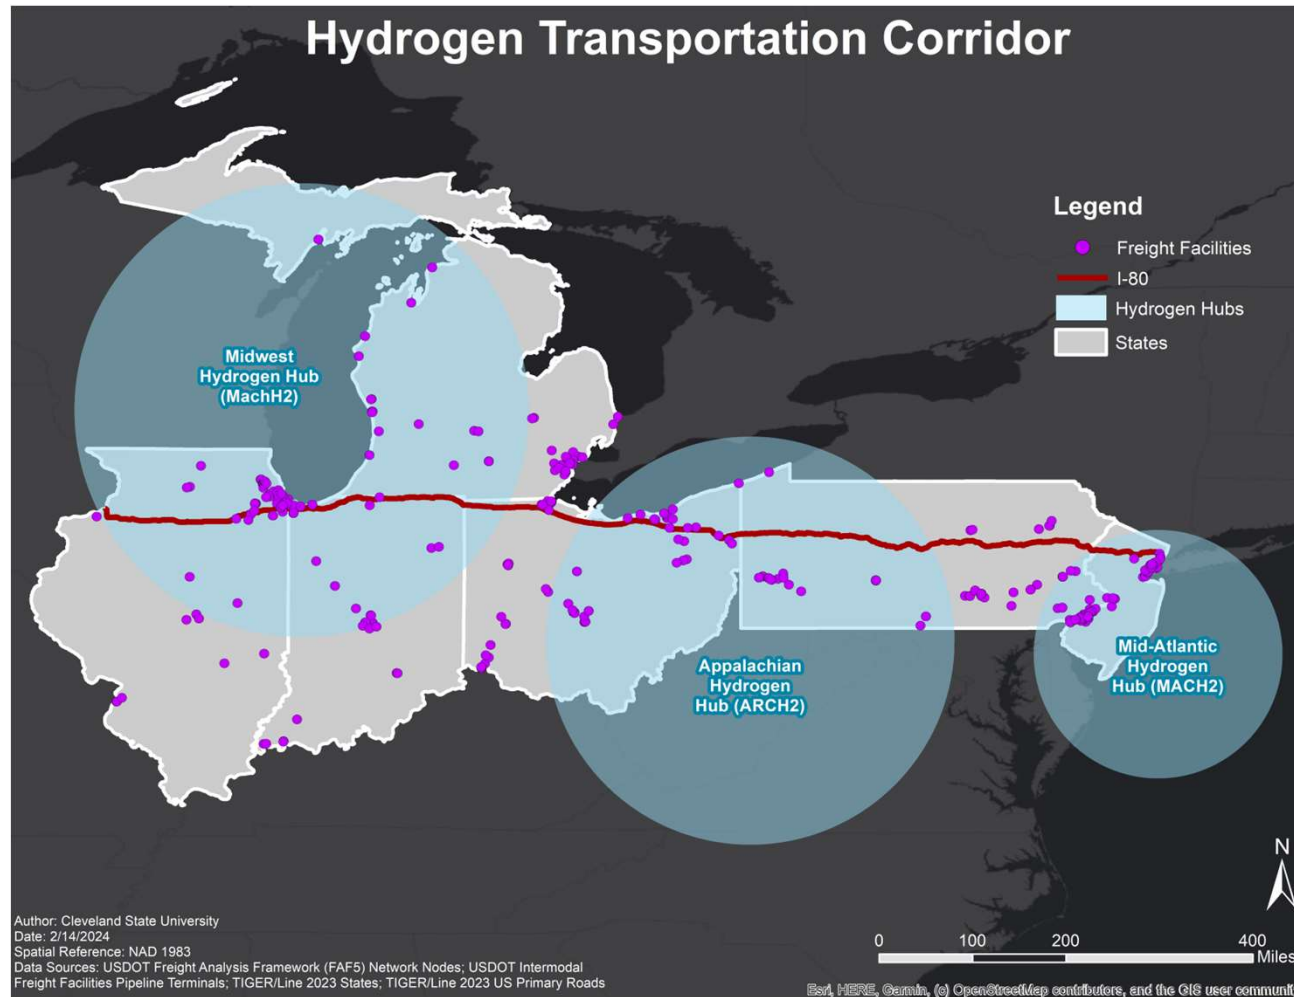 Hydrogen Transportation Corridor
Legend
Freight Facilities
I-80
Hydrogen Hubs
States
Midwest
Hydrogen Hub
(MachH2)
Appalachian
Hydrogen
Hub (ARCH2)
Mid-Atlantic
Hydrogen
Hub (MACH2)
N
0 100 200 400
Miles
Author: Cleveland State University
Date: 2/14/2024
Spatial Reference: NAD 1983
Data Sources: USDOT Freight Analysis Framework (FAF5) Network Nodes; USDOT Intermodal
Freight Facilities Pipeline Terminals; TIGER/Line 2023 States; TIGER/Line 2023 US Primary Roads
Esri, HERE, Garmin, (c) OpenStreetMap contributors, and the GIS user communit